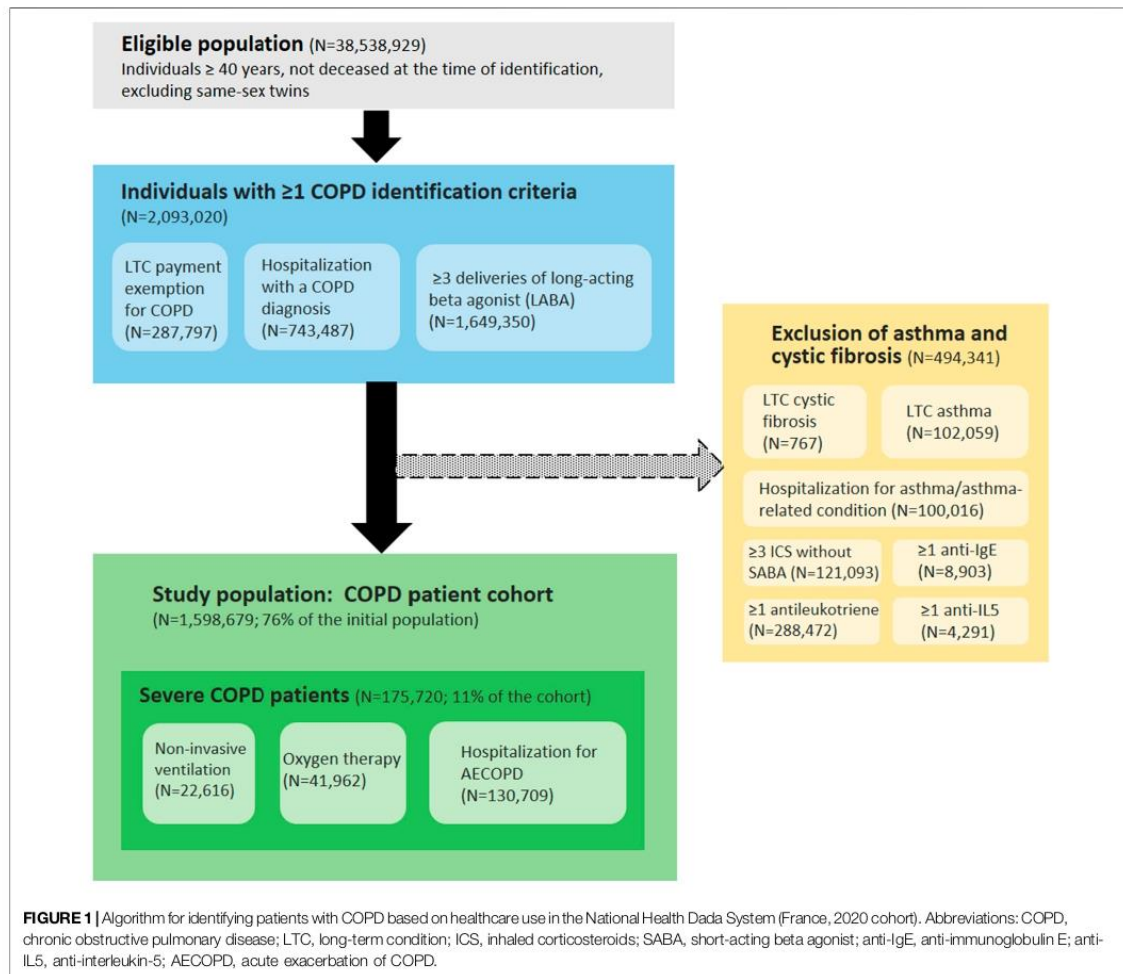 Eligible population (N=38,538,929)
Individuals ≥ 40 years, not deceased at the time of identification,
excluding same-sex twins
Individuals with ≥1 COPD identification criteria
(N=2,093,020)
LTC payment
exemption
for COPD
(N=287,797)
Hospitalization
with a COPD
diagnosis
(N=743,487)
≥3 deliveries of long-acting
beta agonist (LABA)
(N=1,649,350)
Exclusion of asthma and
cystic fibrosis (N=494,341)
LTC cystic
fibrosis
(N=767)
LTC asthma
(N=102,059)
Hospitalization for asthma/asthma-
related condition (N=100,016)
≥3 ICS without
SABA (N=121,093)
≥1 anti-IgE
(N=8,903)
≥1 antileukotriene
(N=288,472)
≥1 anti-IL5
(N=4,291)
Study population: COPD patient cohort
(N=1,598,679; 76% of the initial population)
Severe COPD patients (N=175,720; 11% of the cohort)
Non-invasive
ventilation
(N=22,616)
Oxygen therapy
(N=41,962)
Hospitalization for
AECOPD
(N=130,709)
FIGURE 1 | Algorithm for identifying patients with COPD based on healthcare use in the National Health Dada System (France, 2020 cohort). Abbreviations: COPD,
chronic obstructive pulmonary disease; LTC, long-term condition; ICS, inhaled corticosteroids; SABA, short-acting beta agonist; anti-IgE, anti-immunoglobulin E; anti-
IL5, anti-interleukin-5; AECOPD, acute exacerbation of COPD.